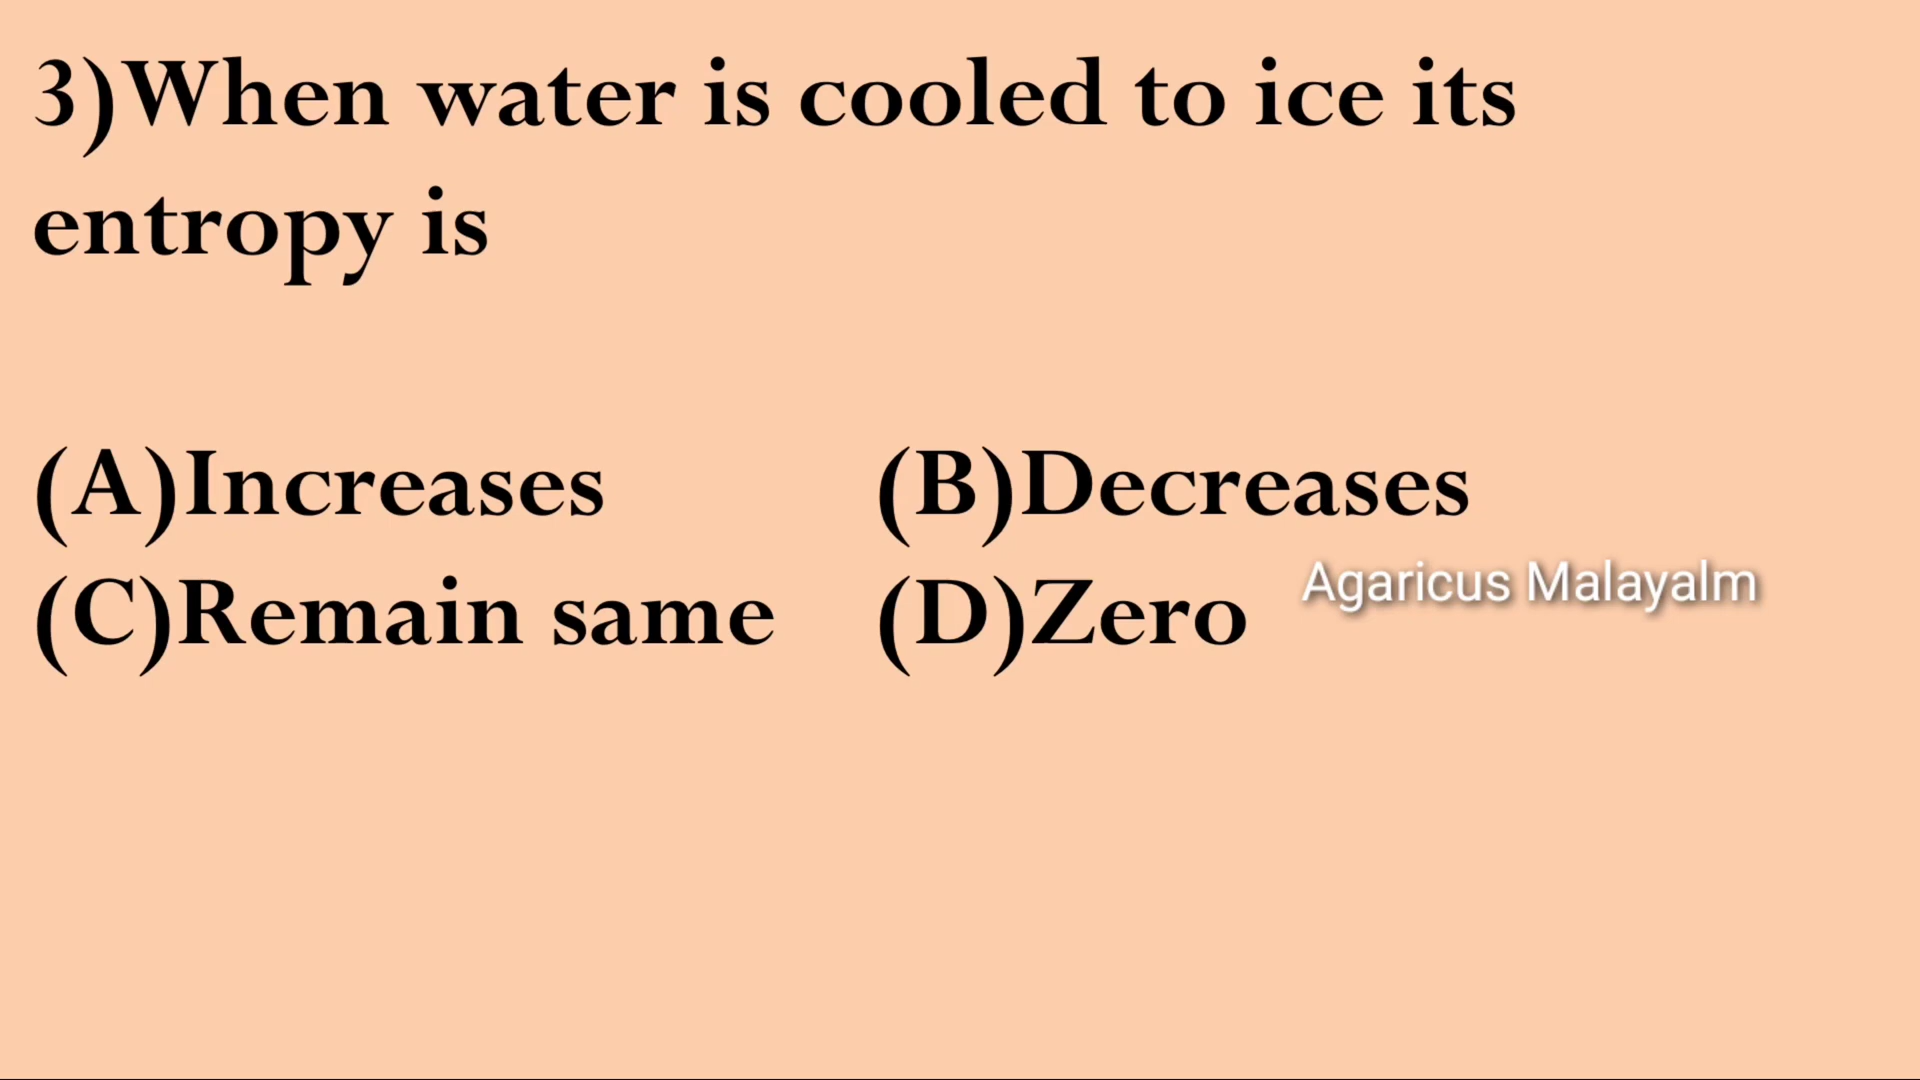 3)When water is cooled to ice its
entropy is
(A)Increases (B)Decreases
(C)Remain same (D)Zero
Agaricus Malayalm